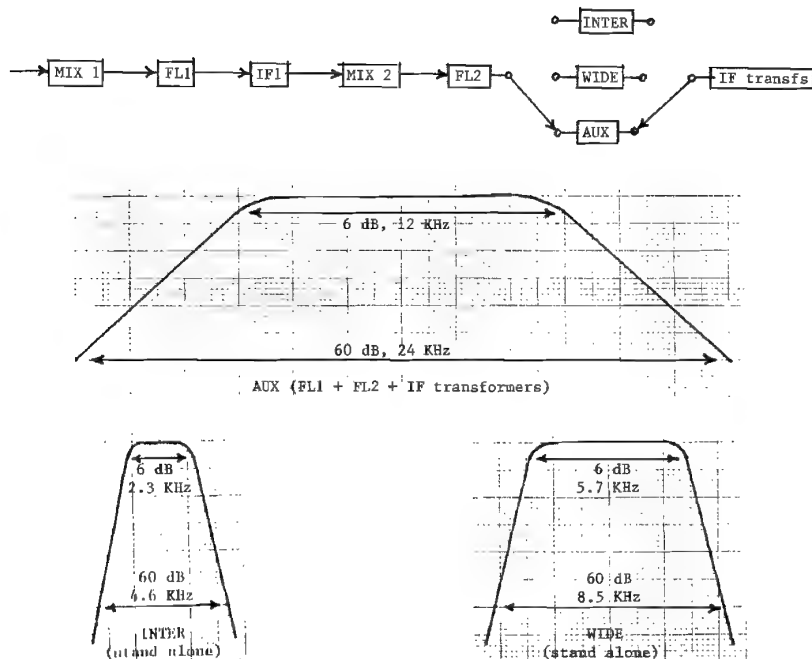 INTER
MIX 1
FL1
IF1
MIX 2
FL2
WIDE
IF transfs
AUX
6 dB, 12 KHz
60 dB, 24 KHz
AUX (FL1 + FL2 + IF transformers)
6 dB
2.3 KHz
60 dB
4.6 KHz
INTER
(stand alone)
6 dB
5.7 KHz
60 dB
8.5 KHz
WIDE
(stand alone)